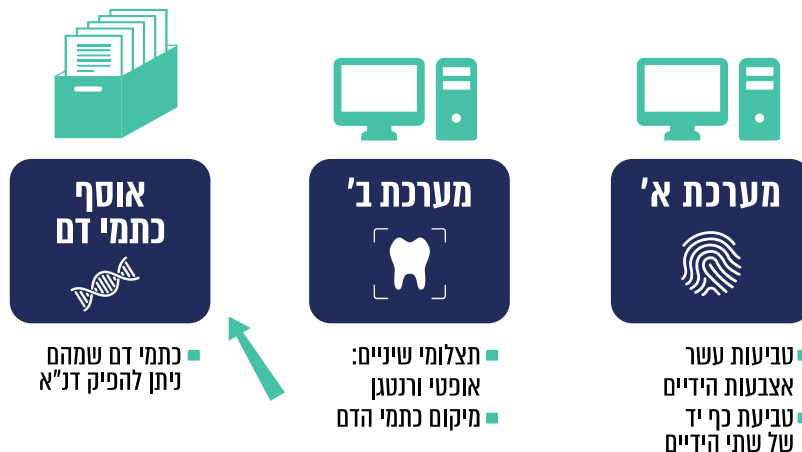 מערכת א'
טביעות עשר
אצבעות הידיים
טביעת כף יד
של שתי הידיים
מערכת ב'
תצלומי שיניים:
אופטי ורנטגן
מיקום כתמי הדם
אוסף
כתמי דם
כתמי דם שמהם
ניתן להפיק דנ"א